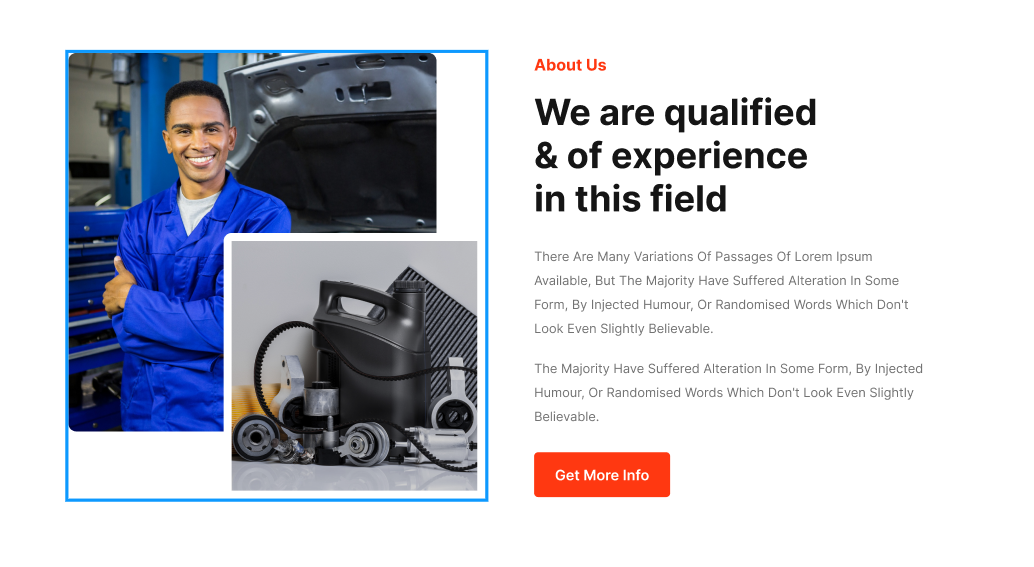 About Us
We are qualified
& of experience
in this field
There Are Many Variations Of Passages Of Lorem Ipsum
Available, But The Majority Have Suffered Alteration In Some
Form, By Injected Humour, Or Randomised Words Which Don't
Look Even Slightly Believable.
The Majority Have Suffered Alteration In Some Form, By Injected
Humour, Or Randomised Words Which Don't Look Even Slightly
Believable.
Get More Info